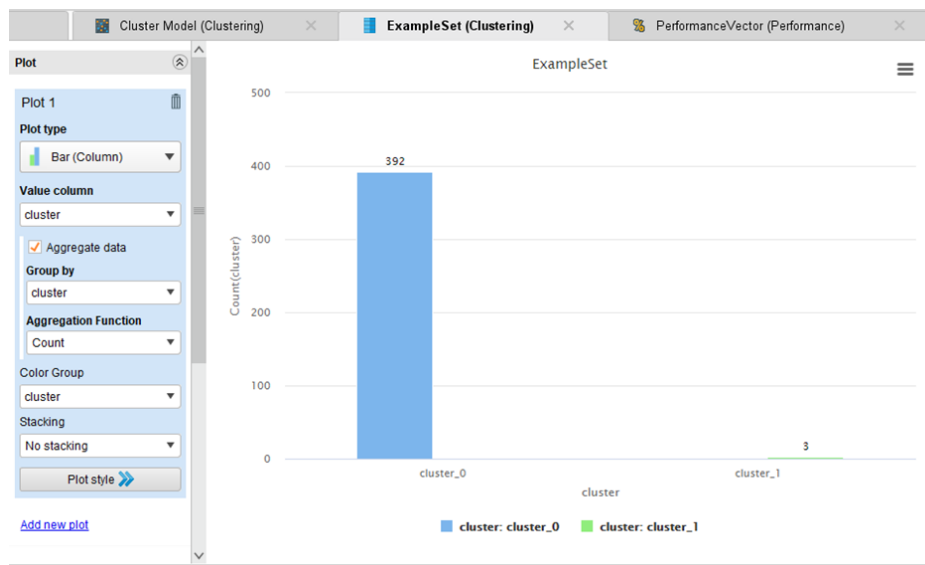 Cluster Model (Clustering)
ExampleSet (Clustering)
PerformanceVector (Performance)
Plot
Plot 1
Plot type
Bar (Column)
Value column
cluster
Aggregate data
Group by
cluster
Aggregation Function
Count
Color Group
cluster
Stacking
No stacking
Plot style
Add new plot
ExampleSet
500
400
300
200
100
0
Count(cluster)
392
3
cluster_0
cluster_1
cluster
cluster: cluster_0
cluster: cluster_1